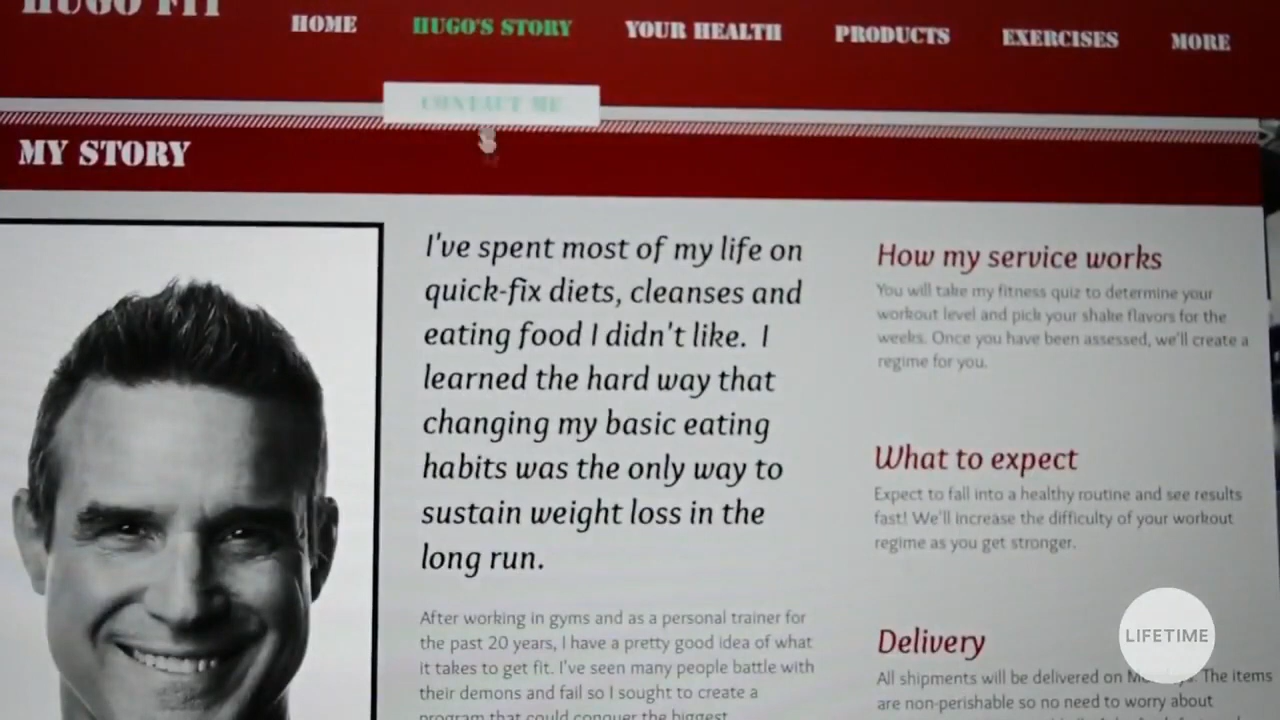 HUGO FIT
HOME
HUGO'S STORY
YOUR HEALTH
PRODUCTS
EXERCISES
MORE
CONTACT ME
MY STORY
I've spent most of my life on
quick-fix diets, cleanses and
eating food I didn't like. I
learned the hard way that
changing my basic eating
habits was the only way to
sustain weight loss in the
long run.
After working in gyms and as a personal trainer for
the past 20 years, I have a pretty good idea of what
it takes to get fit. I've seen many people battle with
their demons and fail so I sought to create a
program that could conquer the biggest
How my service works
You will take my fitness quiz to determine your
workout level and pick your shake flavors for the
weeks. Once you have been assessed, we'll create a
regime for you.
What to expect
Expect to fall into a healthy routine and see results
fast! We'll increase the difficulty of your workout
regime as you get stronger.
Delivery
All shipments will be delivered on The items
are non-perishable so no need to worry about
LIFETIME